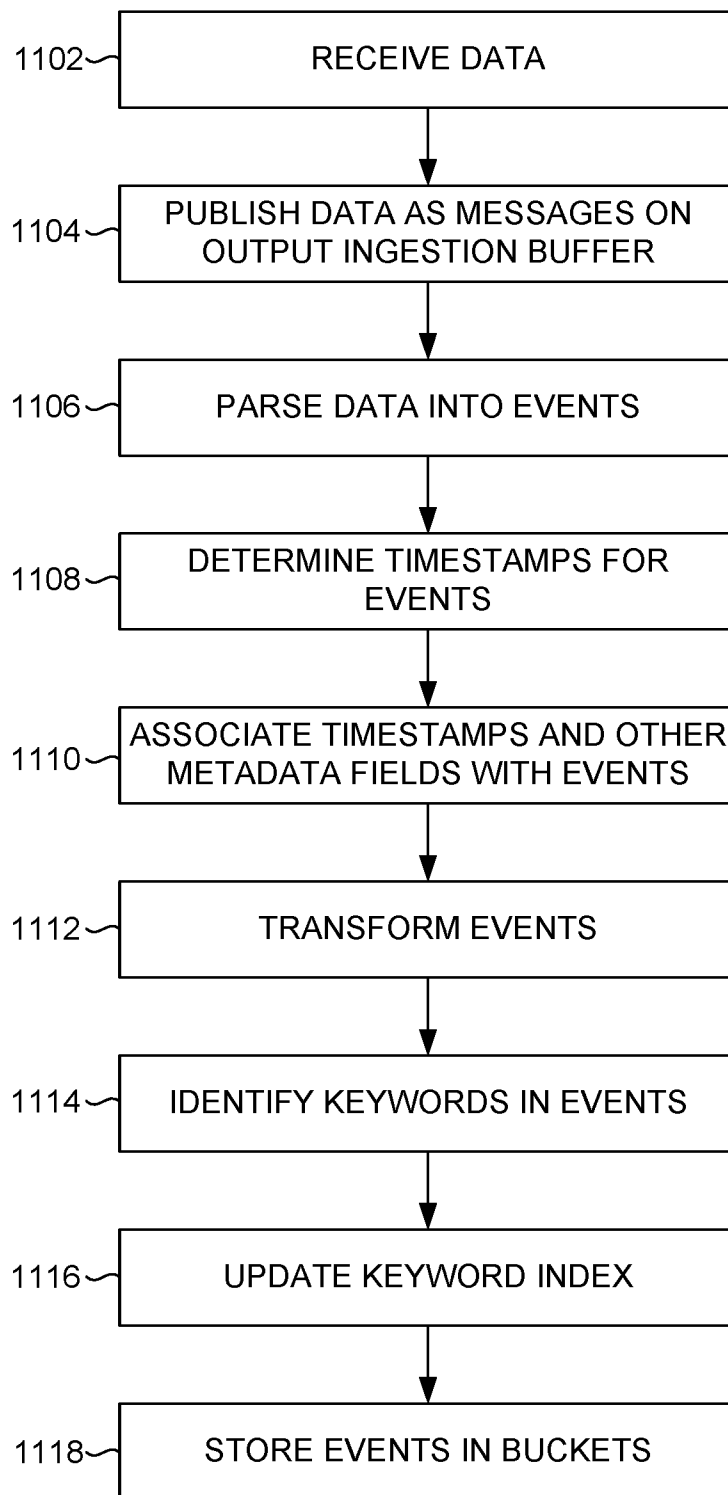 1102
RECEIVE DATA
1104
PUBLISH DATA AS MESSAGES ON
OUTPUT INGESTION BUFFER
1106
PARSE DATA INTO EVENTS
1108
DETERMINE TIMESTAMPS FOR
EVENTS
1110
ASSOCIATE TIMESTAMPS AND OTHER
METADATA FIELDS WITH EVENTS
1112
TRANSFORM EVENTS
1114
IDENTIFY KEYWORDS IN EVENTS
1116
UPDATE KEYWORD INDEX
1118
STORE EVENTS IN BUCKETS